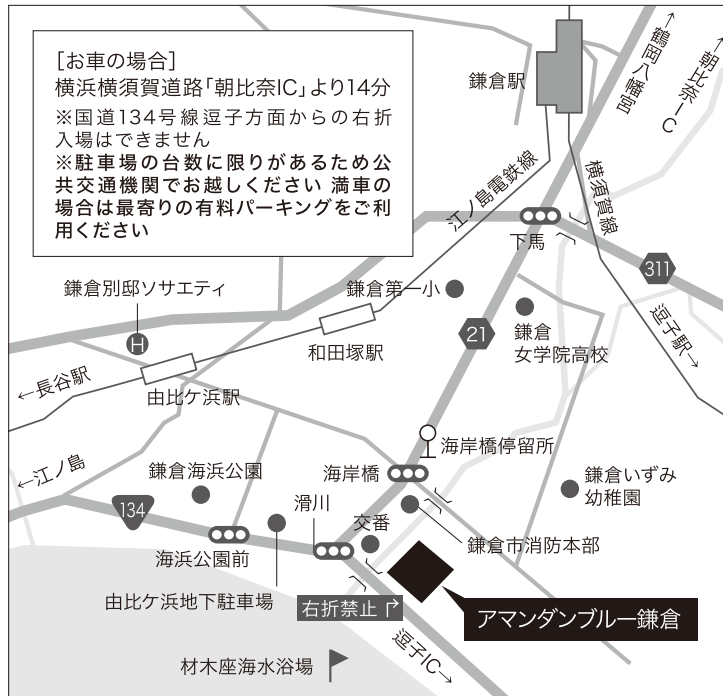 [お車の場合]
横浜横須賀道路「朝比奈IC」より14分
※国道134号線逗子方面からの右折
入場はできません
※駐車場の台数に限りがあるため公
共交通機関でお越しください 満車の
場合は最寄りの有料パーキングをご利
用ください
鎌倉駅
←鶴岡八幡宮
←朝比奈IC
江ノ島電鉄線
横須賀線
下馬
311
鎌倉別邸ソサエティ
H
鎌倉第一小
21
鎌倉
女学院高校
逗子駅→
和田塚駅
←長谷駅
由比ケ浜駅
海岸橋停留所
←江ノ島
鎌倉海浜公園
海岸橋
鎌倉いずみ
幼稚園
134
滑川
交番
鎌倉市消防本部
海浜公園前
由比ケ浜地下駐車場
右折禁止
アマンダンブルー鎌倉
逗子IC→
材木座海水浴場